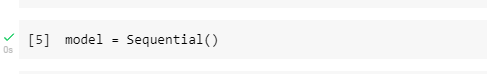 [5] model = Sequential()
0s